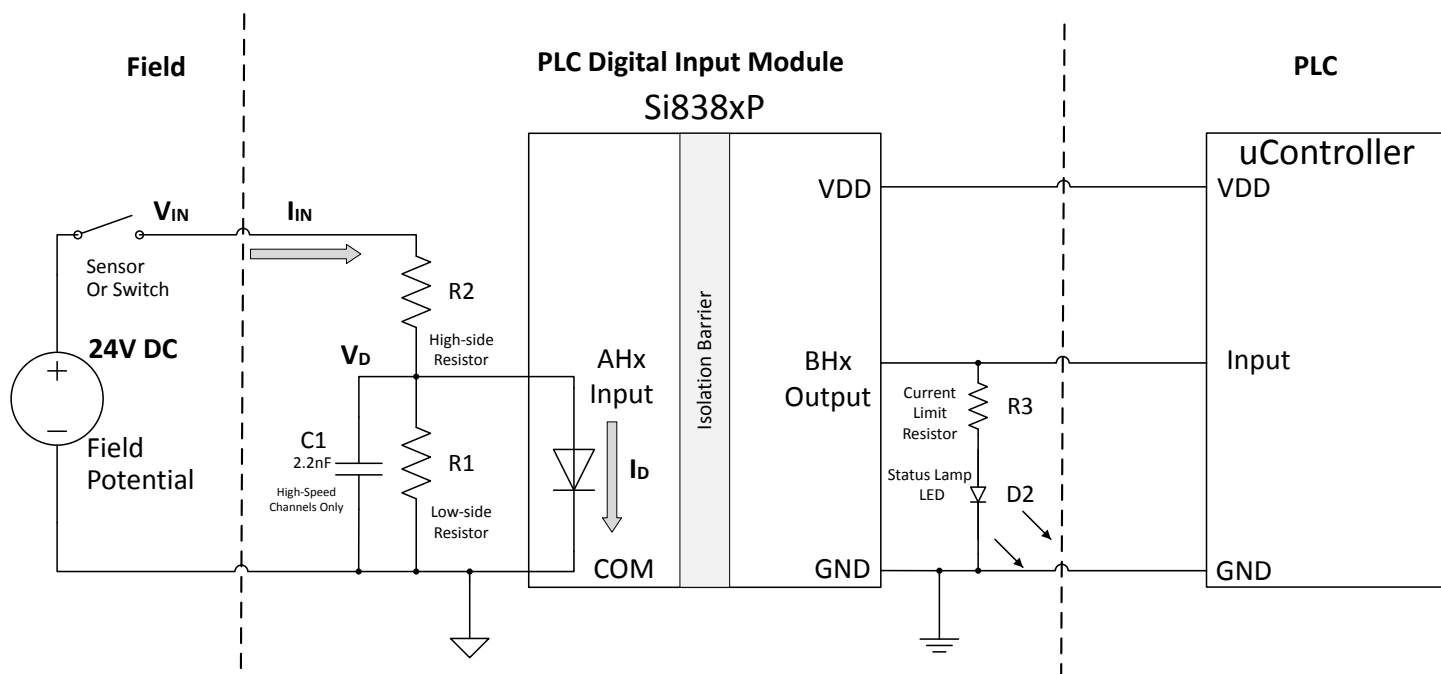 Field
PLC Digital Input Module
PLC
Si838xP
uController
VDD
VDD
VIN
IIN
Sensor
Or Switch
R2
High-side
Resistor
24V DC
VD
AHx
Input
Isolation Barrier
BHx
Output
Input
Current
Limit
Resistor
R3
Field
Potential
C1
2.2nF
High-Speed
Channels Only
R1
Low-side
Resistor
ID
Status Lamp
LED
D2
COM
GND
GND